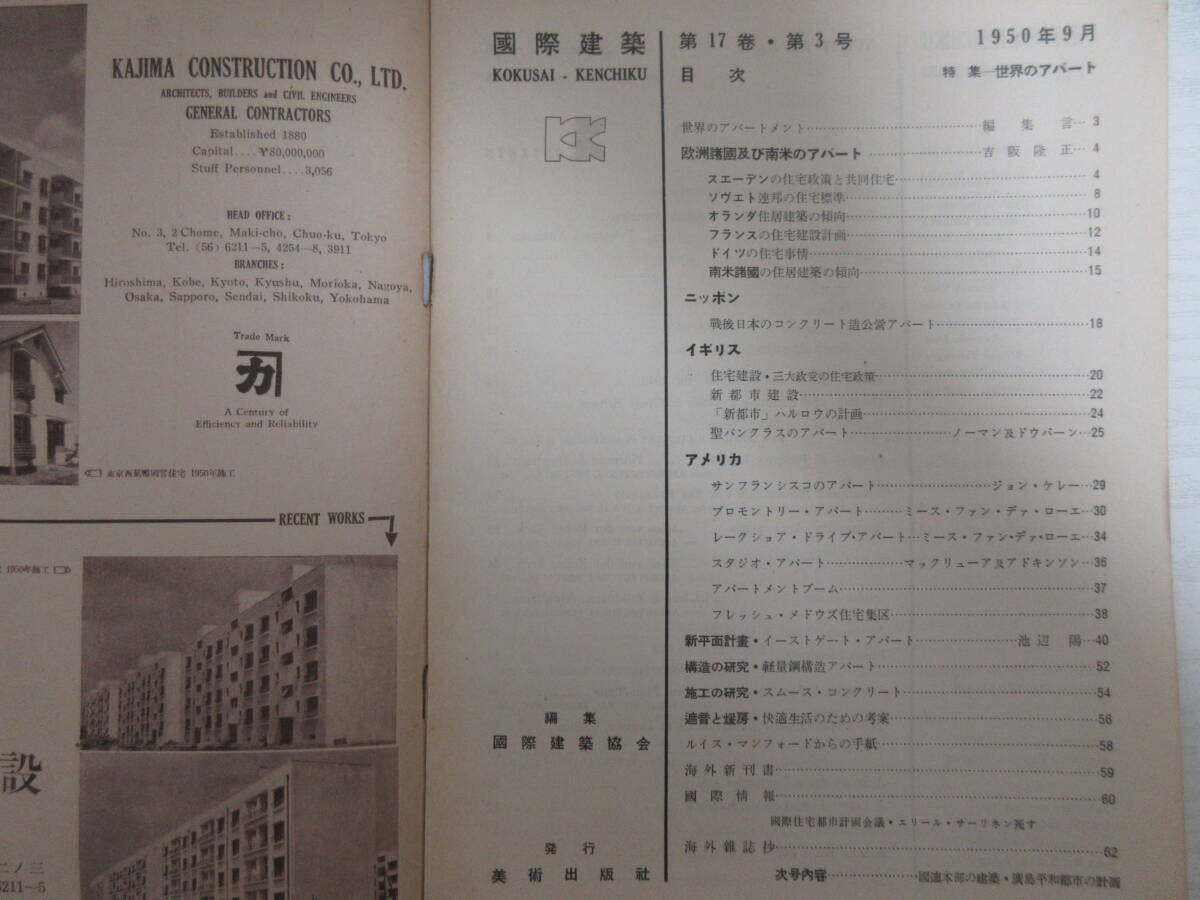 KAJIMA CONSTRUCTION CO., LTD.
ARCHITECTS, BUILDERS and CIVIL ENGINEERS
GENERAL CONTRACTORS
Established 1880
Capital....¥80,000,000
Stuff Personnel....3,056
HEAD OFFICE:
No. 3, 2 Chome, Maki-cho, Chuo-ku, Tokyo
Tel. (56) 6211—5, 4254—8, 3911
BRANCHES:
Hiroshima, Kobe, Kyoto, Kyushu, Morioka, Nagoya,
Osaka, Sapporo, Sendai, Shikoku, Yokohama
Trade Mark
カ
A Century of
Efficiency and Reliability
東京西巣鴨国営住宅 1950年施工
RECENT WORKS
1950年施工
設
二ノ三
6211〜5
國際建築
KOKUSAI - KENCHIKU
KK
編集
國際建築協会
発行
美術出版社
第17巻・第3号 1950年9月
目次 特集—世界のアパート
世界のアパートメント……編集言…3
欧洲諸國及び南米のアパート……吉阪隆正…4
スエーデンの住宅政策と共同住宅……4
ソヴエト連邦の住宅標準……8
オランダ住居建築の傾向……10
フランスの住宅建設計画……12
ドイツの住宅事情……14
南米諸國の住居建築の傾向……15
ニッポン
戦後日本のコンクリート造公営アパート……18
イギリス
住宅建設・三大政党の住宅政策……20
新都市建設……22
「新都市」ハルロウの計画……24
聖パンクラスのアパート……ノーマン及ドウバーン…25
アメリカ
サンフランシスコのアパート……ジョン・ケレー…29
プロモントリー・アパート……ミース・ファン・デァ・ローエ…30
レークショア・ドライブ・アパート…ミース・ファン・デァ・ローエ…34
スタジオ・アパート……マックリューア及アドキンソン…36
アパートメントブーム……37
フレッシュ・メドウズ住宅集区……38
新平面計畫・イーストゲート・アパート……池辺陽…40
構造の研究・軽量鋼構造アパート……52
施工の研究・スムース・コンクリート……54
遮音と煖房・快適生活のための考案……56
ルイス・マンフォードからの手紙……58
海外新刊書……59
國際情報……60
國際住宅都市計画会議・エリール・サーリネン死す
海外雑誌抄……62
次号内容……國連本部の建築・廣島平和都市の計画